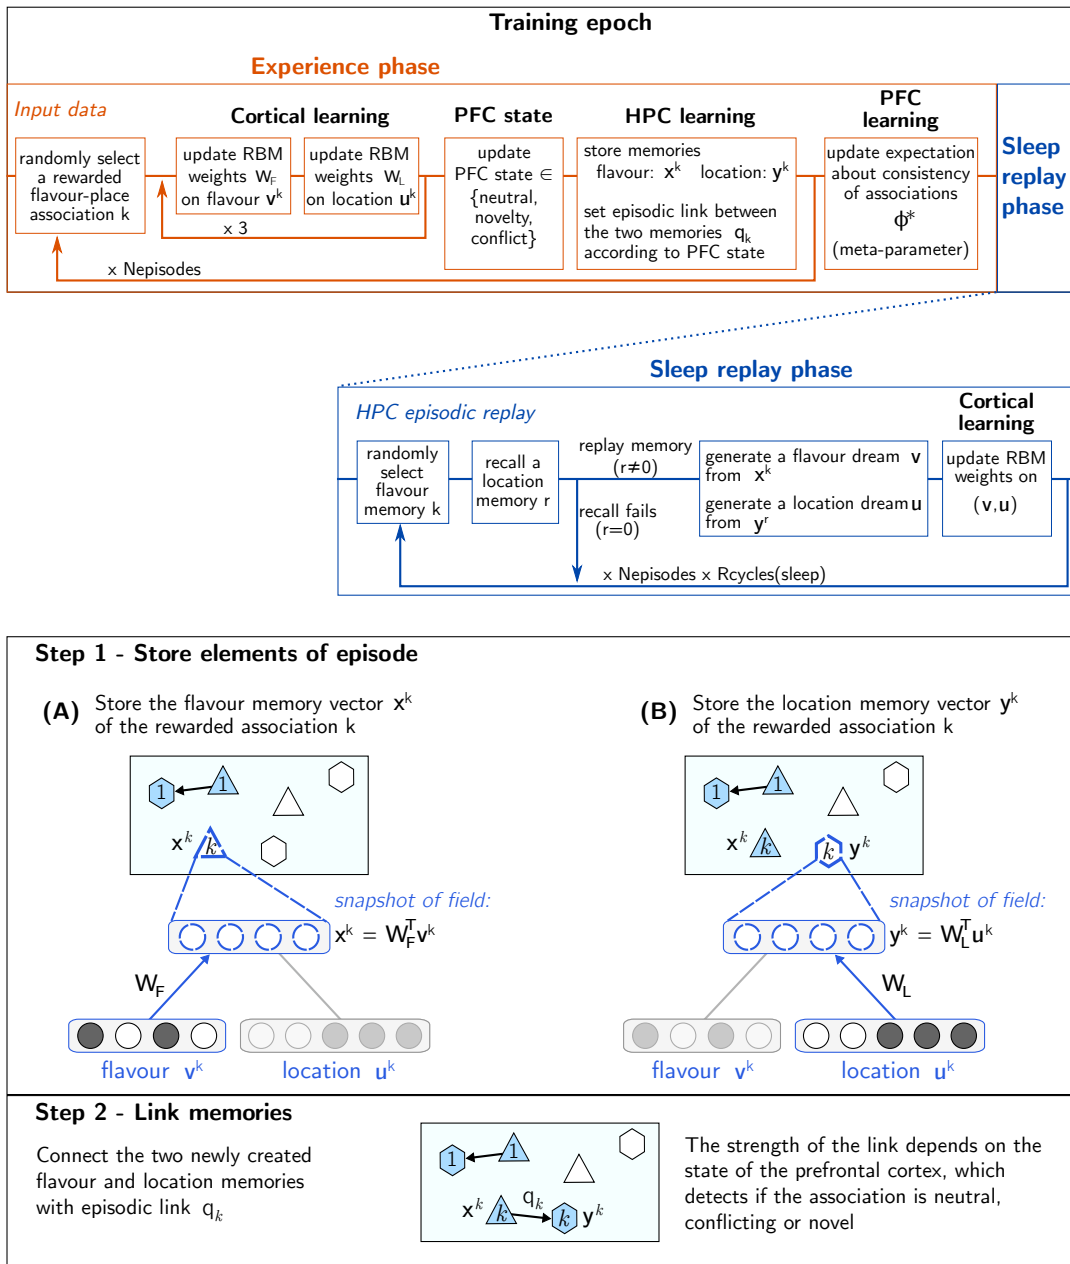 Training epoch
Experience phase
Input data
Cortical learning
PFC state
HPC learning
PFC
learning
randomly select
a rewarded
flavour-place
association k
update RBM
weights W_F
on flavour v^k
update RBM
weights W_L
on location u^k
x 3
update
PFC state ∈
{neutral,
novelty,
conflict}
store memories
flavour: x^k location: y^k
set episodic link between
the two memories q_k
according to PFC state
update expectation
about consistency
of associations
ϕ*
(meta-parameter)
Sleep
replay
phase
x Nepisodes
Sleep replay phase
HPC episodic replay
Cortical
learning
randomly
select
flavour
memory k
recall a
location
memory r
replay memory
(r≠0)
recall fails
(r=0)
generate a flavour dream v
from x^k
generate a location dream u
from y^r
update RBM
weights on
(v,u)
x Nepisodes x Rcycles(sleep)
Step 1 - Store elements of episode
(A) Store the flavour memory vector x^k
of the rewarded association k
1 1
x^k k
snapshot of field:
x^k = W_F^T v^k
W_F
flavour v^k location u^k
(B) Store the location memory vector y^k
of the rewarded association k
1 1
x^k k k y^k
snapshot of field:
y^k = W_L^T u^k
W_L
flavour v^k location u^k
Step 2 - Link memories
Connect the two newly created
flavour and location memories
with episodic link q_k
1 1
x^k k q_k k y^k
The strength of the link depends on the
state of the prefrontal cortex, which
detects if the association is neutral,
conflicting or novel